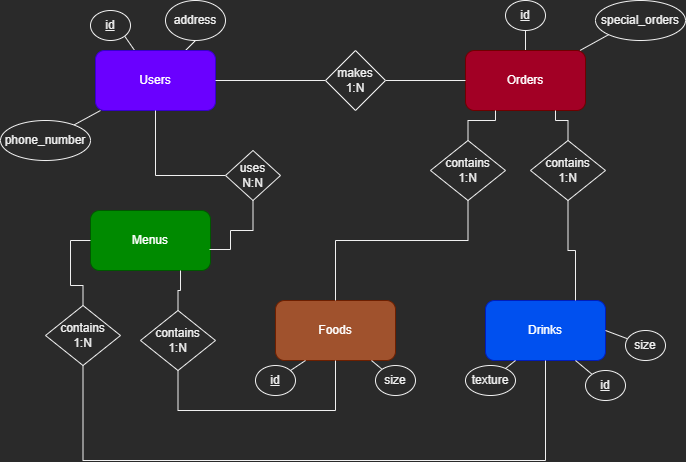 id
address
id
special_orders
Users
makes
1:N
Orders
phone_number
uses
N:N
contains
1:N
contains
1:N
Menus
contains
1:N
contains
1:N
Foods
Drinks
size
id
size
texture
id